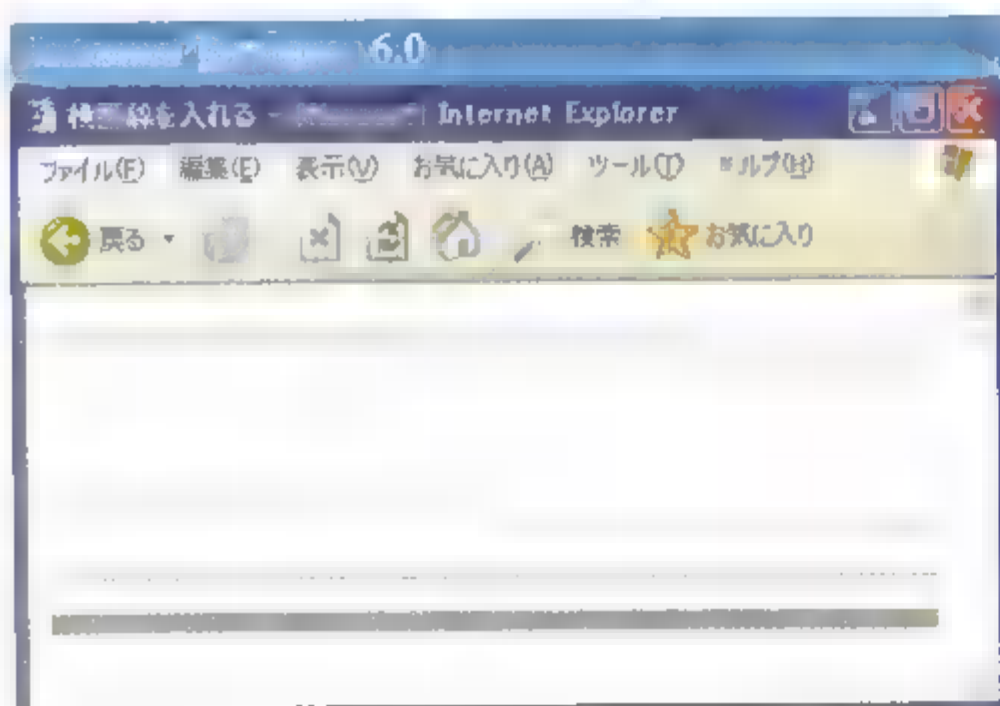 6.0
線を入れる - Internet Explorer
ファイル(F) 編集(E) 表示(V) お気に入り(A) ツール(T) ヘルプ(H)
戻る 検索 お気に入り